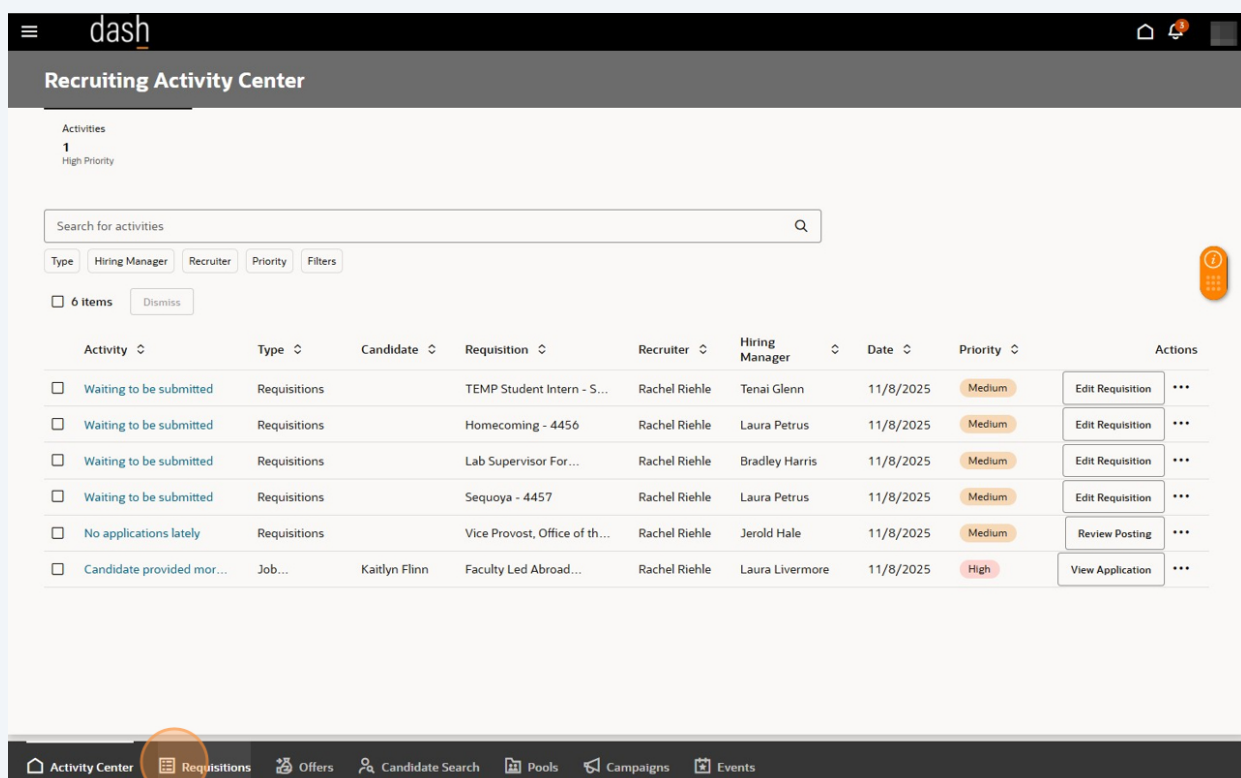 dash
3
Recruiting Activity Center
Activities
1
High Priority
Search for activities
Type Hiring Manager Recruiter Priority Filters
6 items Dismiss
Activity Type Candidate Requisition Recruiter Hiring Manager Date Priority Actions
Waiting to be submitted Requisitions TEMP Student Intern - S... Rachel Riehle Tenai Glenn 11/8/2025 Medium Edit Requisition
Waiting to be submitted Requisitions Homecoming - 4456 Rachel Riehle Laura Petrus 11/8/2025 Medium Edit Requisition
Waiting to be submitted Requisitions Lab Supervisor For... Rachel Riehle Bradley Harris 11/8/2025 Medium Edit Requisition
Waiting to be submitted Requisitions Sequoya - 4457 Rachel Riehle Laura Petrus 11/8/2025 Medium Edit Requisition
No applications lately Requisitions Vice Provost, Office of th... Rachel Riehle Jerold Hale 11/8/2025 Medium Review Posting
Candidate provided mor... Job... Kaitlyn Flinn Faculty Led Abroad... Rachel Riehle Laura Livermore 11/8/2025 High View Application
Activity Center Requisitions Offers Candidate Search Pools Campaigns Events